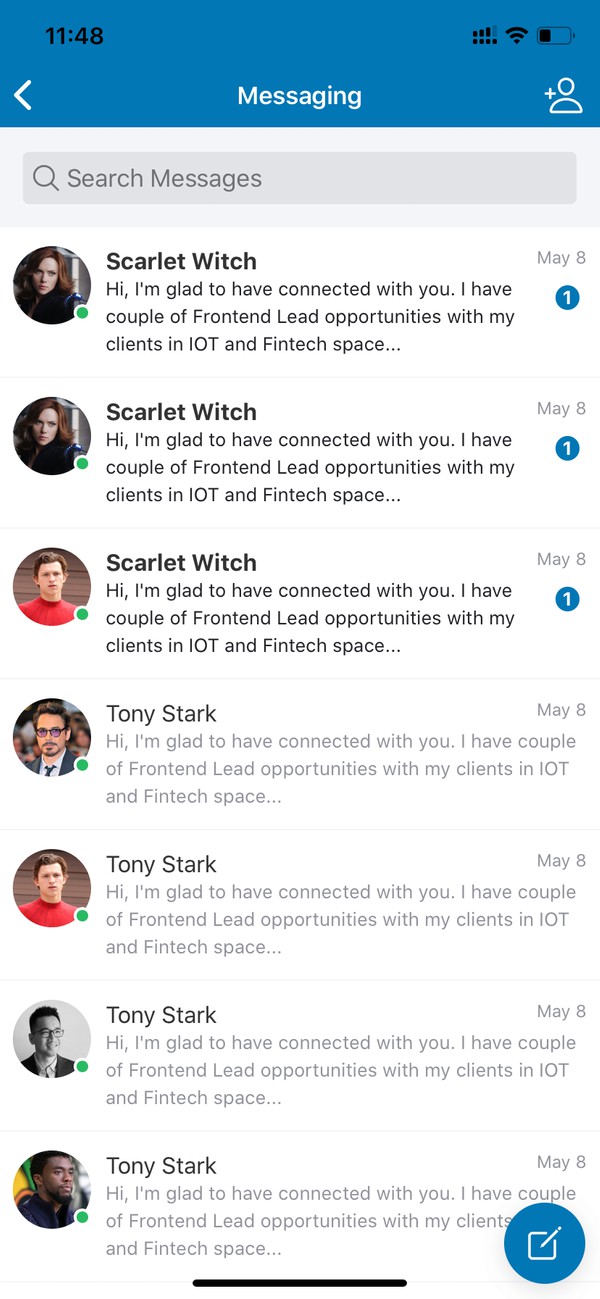 11:48
Messaging
Search Messages
Scarlet Witch
May 8
Hi, I'm glad to have connected with you. I have
1
couple of Frontend Lead opportunities with my
clients in IOT and Fintech space...
Scarlet Witch
May 8
Hi, I'm glad to have connected with you. I have
1
couple of Frontend Lead opportunities with my
clients in IOT and Fintech space...
Scarlet Witch
May 8
Hi, I'm glad to have connected with you. I have
1
couple of Frontend Lead opportunities with my
clients in IOT and Fintech space...
Tony Stark
May 8
Hi, I'm glad to have connected with you. I have couple
of Frontend Lead opportunities with my clients in IOT
and Fintech space...
Tony Stark
May 8
Hi, I'm glad to have connected with you. I have couple
of Frontend Lead opportunities with my clients in IOT
and Fintech space...
Tony Stark
May 8
Hi, I'm glad to have connected with you. I have couple
of Frontend Lead opportunities with my clients in IOT
and Fintech space...
Tony Stark
May 8
Hi, I'm glad to have connected with you. I have couple
of Frontend Lead opportunities with my clients
and Fintech space...